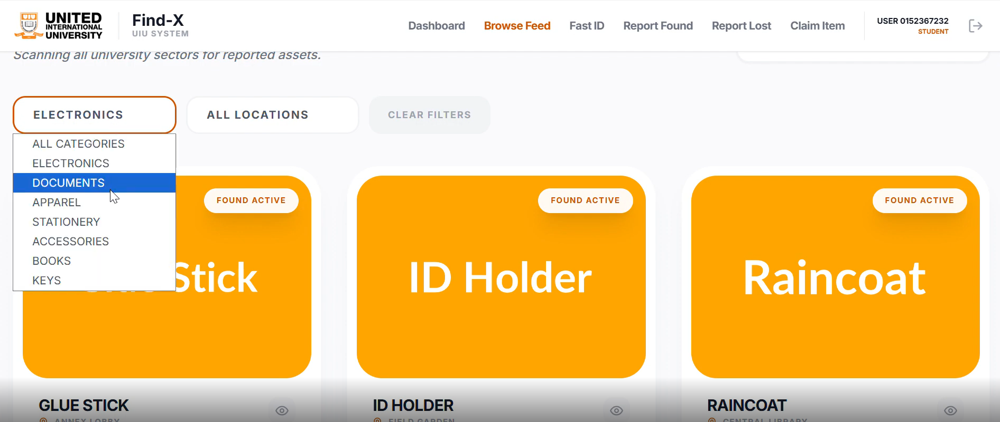 UNITED
INTERNATIONAL
UNIVERSITY
Find-X
UIU SYSTEM
Dashboard
Browse Feed
Fast ID
Report Found
Report Lost
Claim Item
USER 0152367232
STUDENT
Scanning all university sectors for reported assets.
ELECTRONICS
ALL LOCATIONS
CLEAR FILTERS
ALL CATEGORIES
ELECTRONICS
DOCUMENTS
APPAREL
STATIONERY
ACCESSORIES
BOOKS
KEYS
FOUND ACTIVE
Stick
FOUND ACTIVE
ID Holder
FOUND ACTIVE
Raincoat
GLUE STICK
ANNEX LOBBY
ID HOLDER
FIELD GARDEN
RAINCOAT
CENTRAL LIBRARY